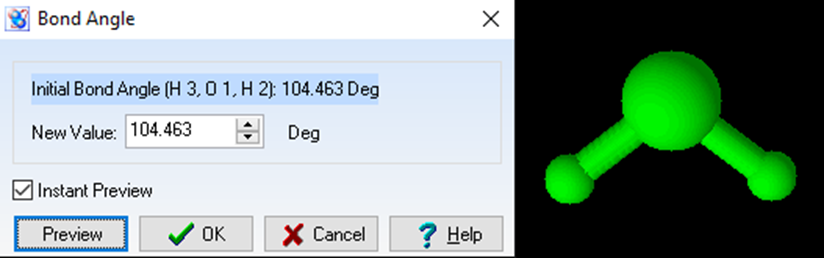 Bond Angle
Initial Bond Angle (H 3, O 1, H 2): 104.463 Deg
New Value: 104.463 Deg
Instant Preview
Preview OK Cancel Help